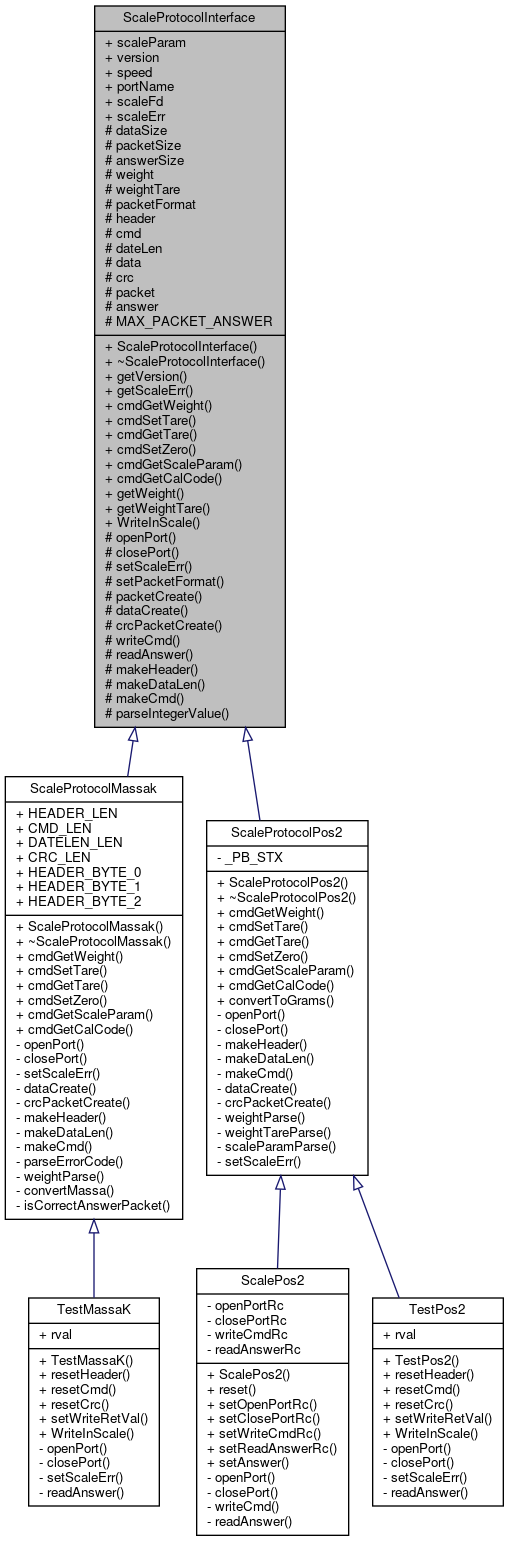 ScaleProtocolInterface
+ scaleParam
+ version
+ speed
+ portName
+ scaleFd
+ scaleErr
# dataSize
# packetSize
# answerSize
# weight
# weightTare
# packetFormat
# header
# cmd
# dateLen
# data
# crc
# packet
# answer
# MAX_PACKET_ANSWER
+ ScaleProtocolInterface()
+ ~ScaleProtocolInterface()
+ getVersion()
+ getScaleErr()
+ cmdGetWeight()
+ cmdSetTare()
+ cmdGetTare()
+ cmdSetZero()
+ cmdGetScaleParam()
+ cmdGetCalCode()
+ getWeight()
+ getWeightTare()
+ WriteInScale()
# openPort()
# closePort()
# setScaleErr()
# setPacketFormat()
# packetCreate()
# dataCreate()
# crcPacketCreate()
# writeCmd()
# readAnswer()
# makeHeader()
# makeDataLen()
# makeCmd()
# parseIntegerValue()
ScaleProtocolMassak
+ HEADER_LEN
+ CMD_LEN
+ DATELEN_LEN
+ CRC_LEN
+ HEADER_BYTE_0
+ HEADER_BYTE_1
+ HEADER_BYTE_2
+ ScaleProtocolMassak()
+ ~ScaleProtocolMassak()
+ cmdGetWeight()
+ cmdSetTare()
+ cmdGetTare()
+ cmdSetZero()
+ cmdGetScaleParam()
+ cmdGetCalCode()
- openPort()
- closePort()
- setScaleErr()
- dataCreate()
- crcPacketCreate()
- makeHeader()
- makeDataLen()
- makeCmd()
- parseErrorCode()
- weightParse()
- convertMassa()
- isCorrectAnswerPacket()
ScaleProtocolPos2
- _PB_STX
+ ScaleProtocolPos2()
+ ~ScaleProtocolPos2()
+ cmdGetWeight()
+ cmdSetTare()
+ cmdGetTare()
+ cmdSetZero()
+ cmdGetScaleParam()
+ cmdGetCalCode()
+ convertToGrams()
- openPort()
- closePort()
- makeHeader()
- makeDataLen()
- makeCmd()
- dataCreate()
- crcPacketCreate()
- weightParse()
- weightTareParse()
- scaleParamParse()
- setScaleErr()
TestMassaK
+ rval
+ TestMassaK()
+ resetHeader()
+ resetCmd()
+ resetCrc()
+ setWriteRetVal()
+ WriteInScale()
- openPort()
- closePort()
- setScaleErr()
- readAnswer()
ScalePos2
- openPortRc
- closePortRc
- writeCmdRc
- readAnswerRc
+ ScalePos2()
+ reset()
+ setOpenPortRc()
+ setClosePortRc()
+ setWriteCmdRc()
+ setReadAnswerRc()
+ setAnswer()
- openPort()
- closePort()
- writeCmd()
- readAnswer()
TestPos2
+ rval
+ TestPos2()
+ resetHeader()
+ resetCmd()
+ resetCrc()
+ setWriteRetVal()
+ WriteInScale()
- openPort()
- closePort()
- setScaleErr()
- readAnswer()